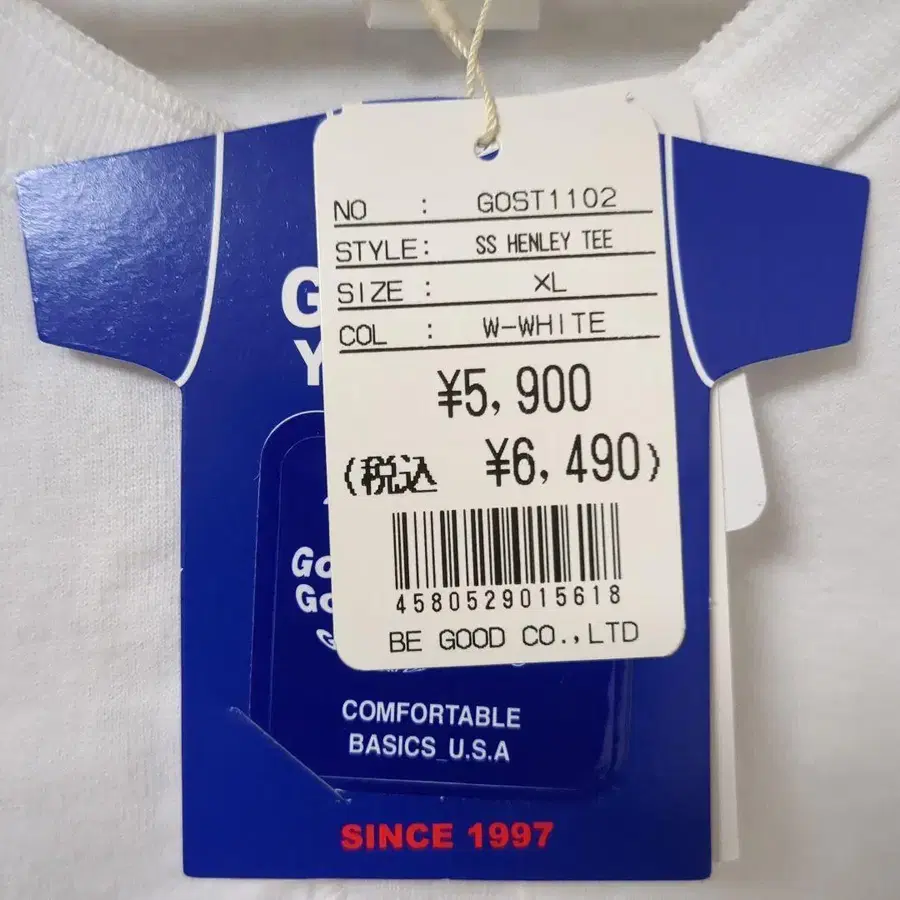 NO : GOST1102
STYLE: SS HENLEY TEE
SIZE : XL
COL : W-WHITE
¥5,900
(税込 ¥6,490)
4580529015618
BE GOOD CO.,LTD
COMFORTABLE
BASICS_U.S.A
SINCE 1997